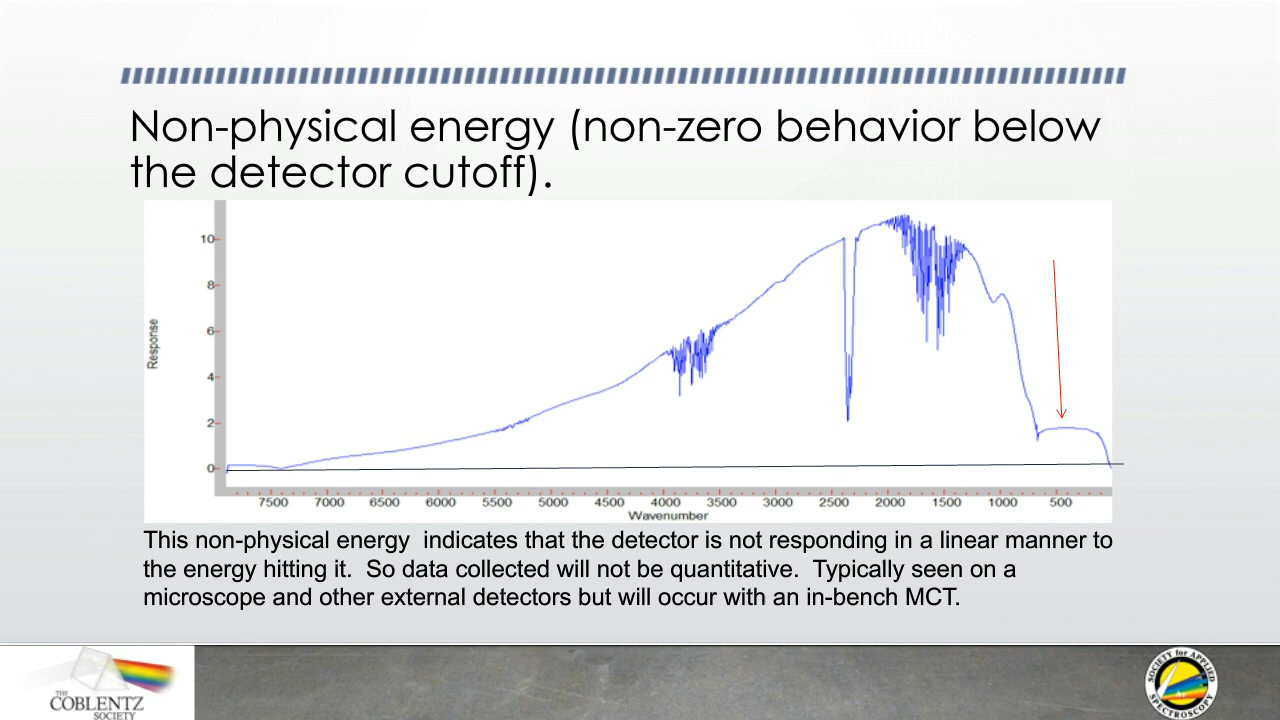 Non-physical energy (non-zero behavior below
the detector cutoff).
10
8
6
4
2
0
Response
7500 7000 6500 6000 5500 5000 4500 4000 3500 3000 2500 2000 1500 1000 500
Wavenumber
This non-physical energy  indicates that the detector is not responding in a linear manner to
the energy hitting it.  So data collected will not be quantitative.  Typically seen on a
microscope and other external detectors but will occur with an in-bench MCT.
THE
COBLENTZ
SOCIETY
SOCIETY for APPLIED
SPECTROSCOPY